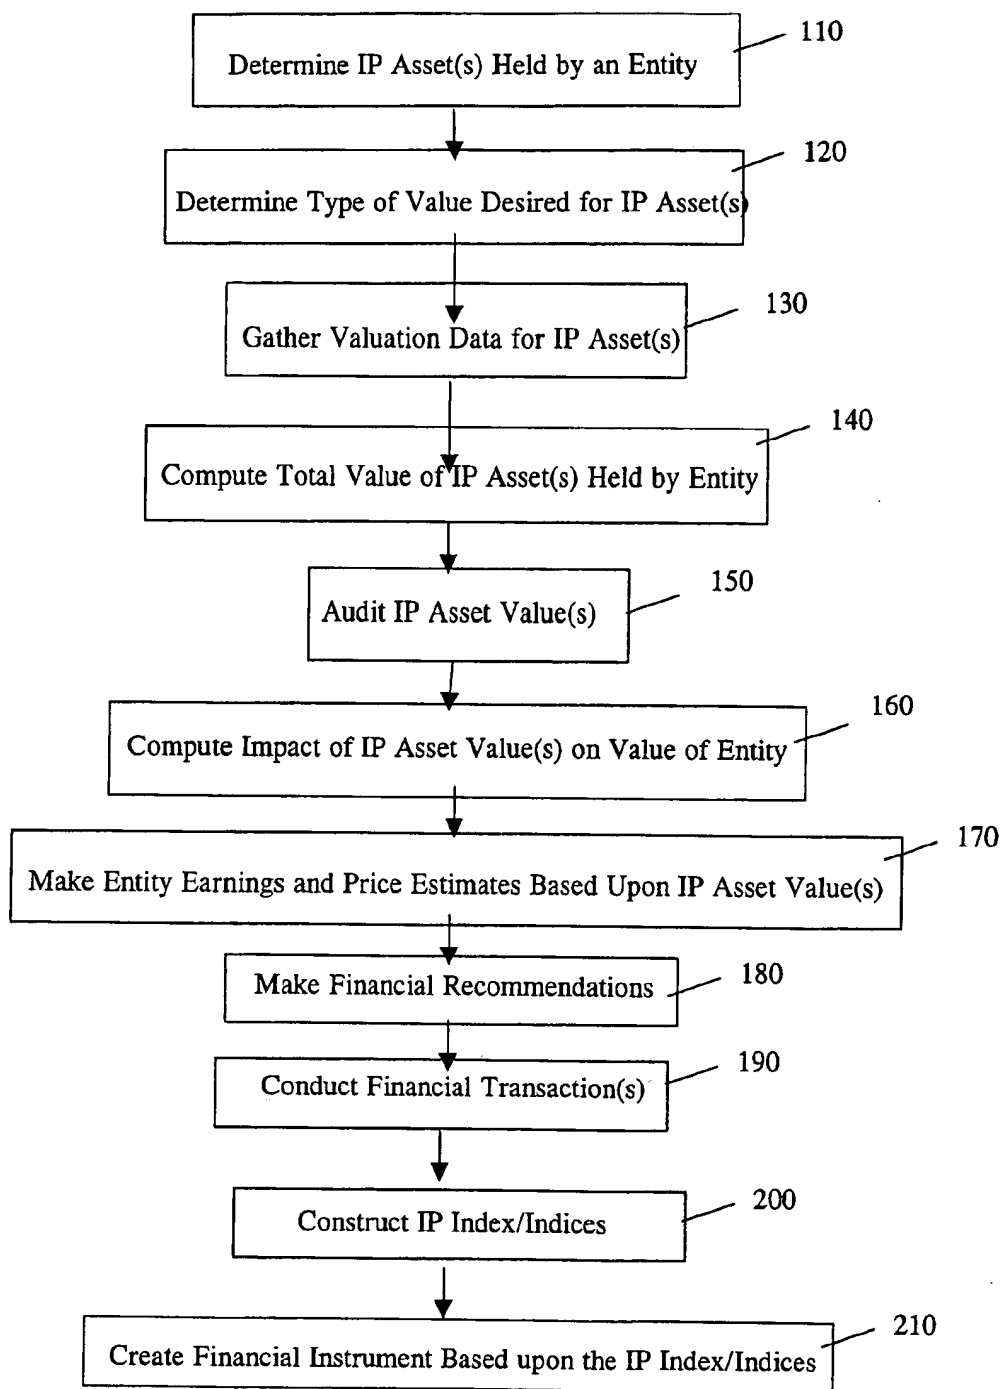 110
Determine IP Asset(s) Held by an Entity
120
Determine Type of Value Desired for IP Asset(s)
130
Gather Valuation Data for IP Asset(s)
140
Compute Total Value of IP Asset(s) Held by Entity
150
Audit IP Asset Value(s)
160
Compute Impact of IP Asset Value(s) on Value of Entity
170
Make Entity Earnings and Price Estimates Based Upon IP Asset Value(s)
180
Make Financial Recommendations
190
Conduct Financial Transaction(s)
200
Construct IP Index/Indices
210
Create Financial Instrument Based upon the IP Index/Indices